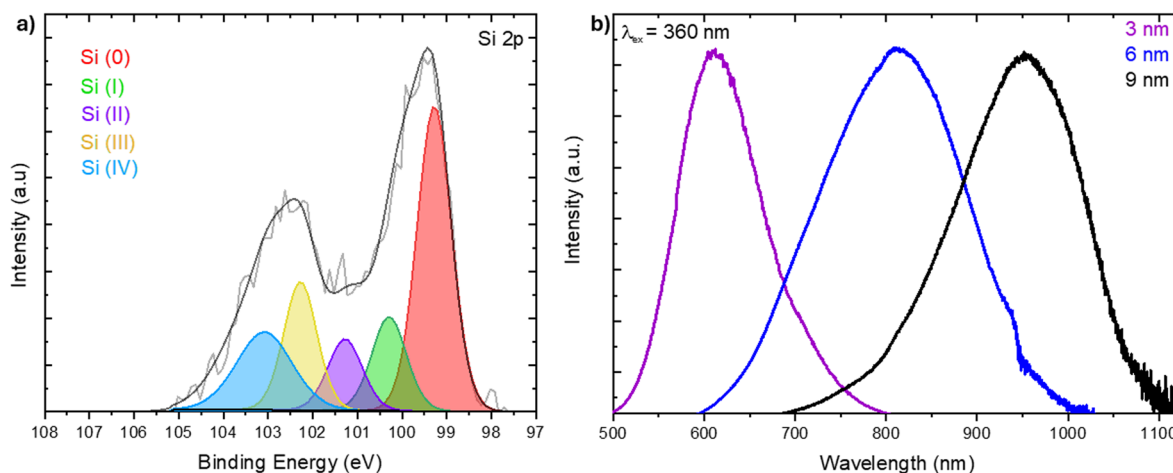 a)
Si 2p
Si (0)
Si (I)
Si (II)
Si (III)
Si (IV)
Intensity (a.u)
108 107 106 105 104 103 102 101 100 99 98 97
Binding Energy (eV)
b)
λex = 360 nm
3 nm
6 nm
9 nm
Intensity (a.u.)
500 600 700 800 900 1000 1100
Wavelength (nm)